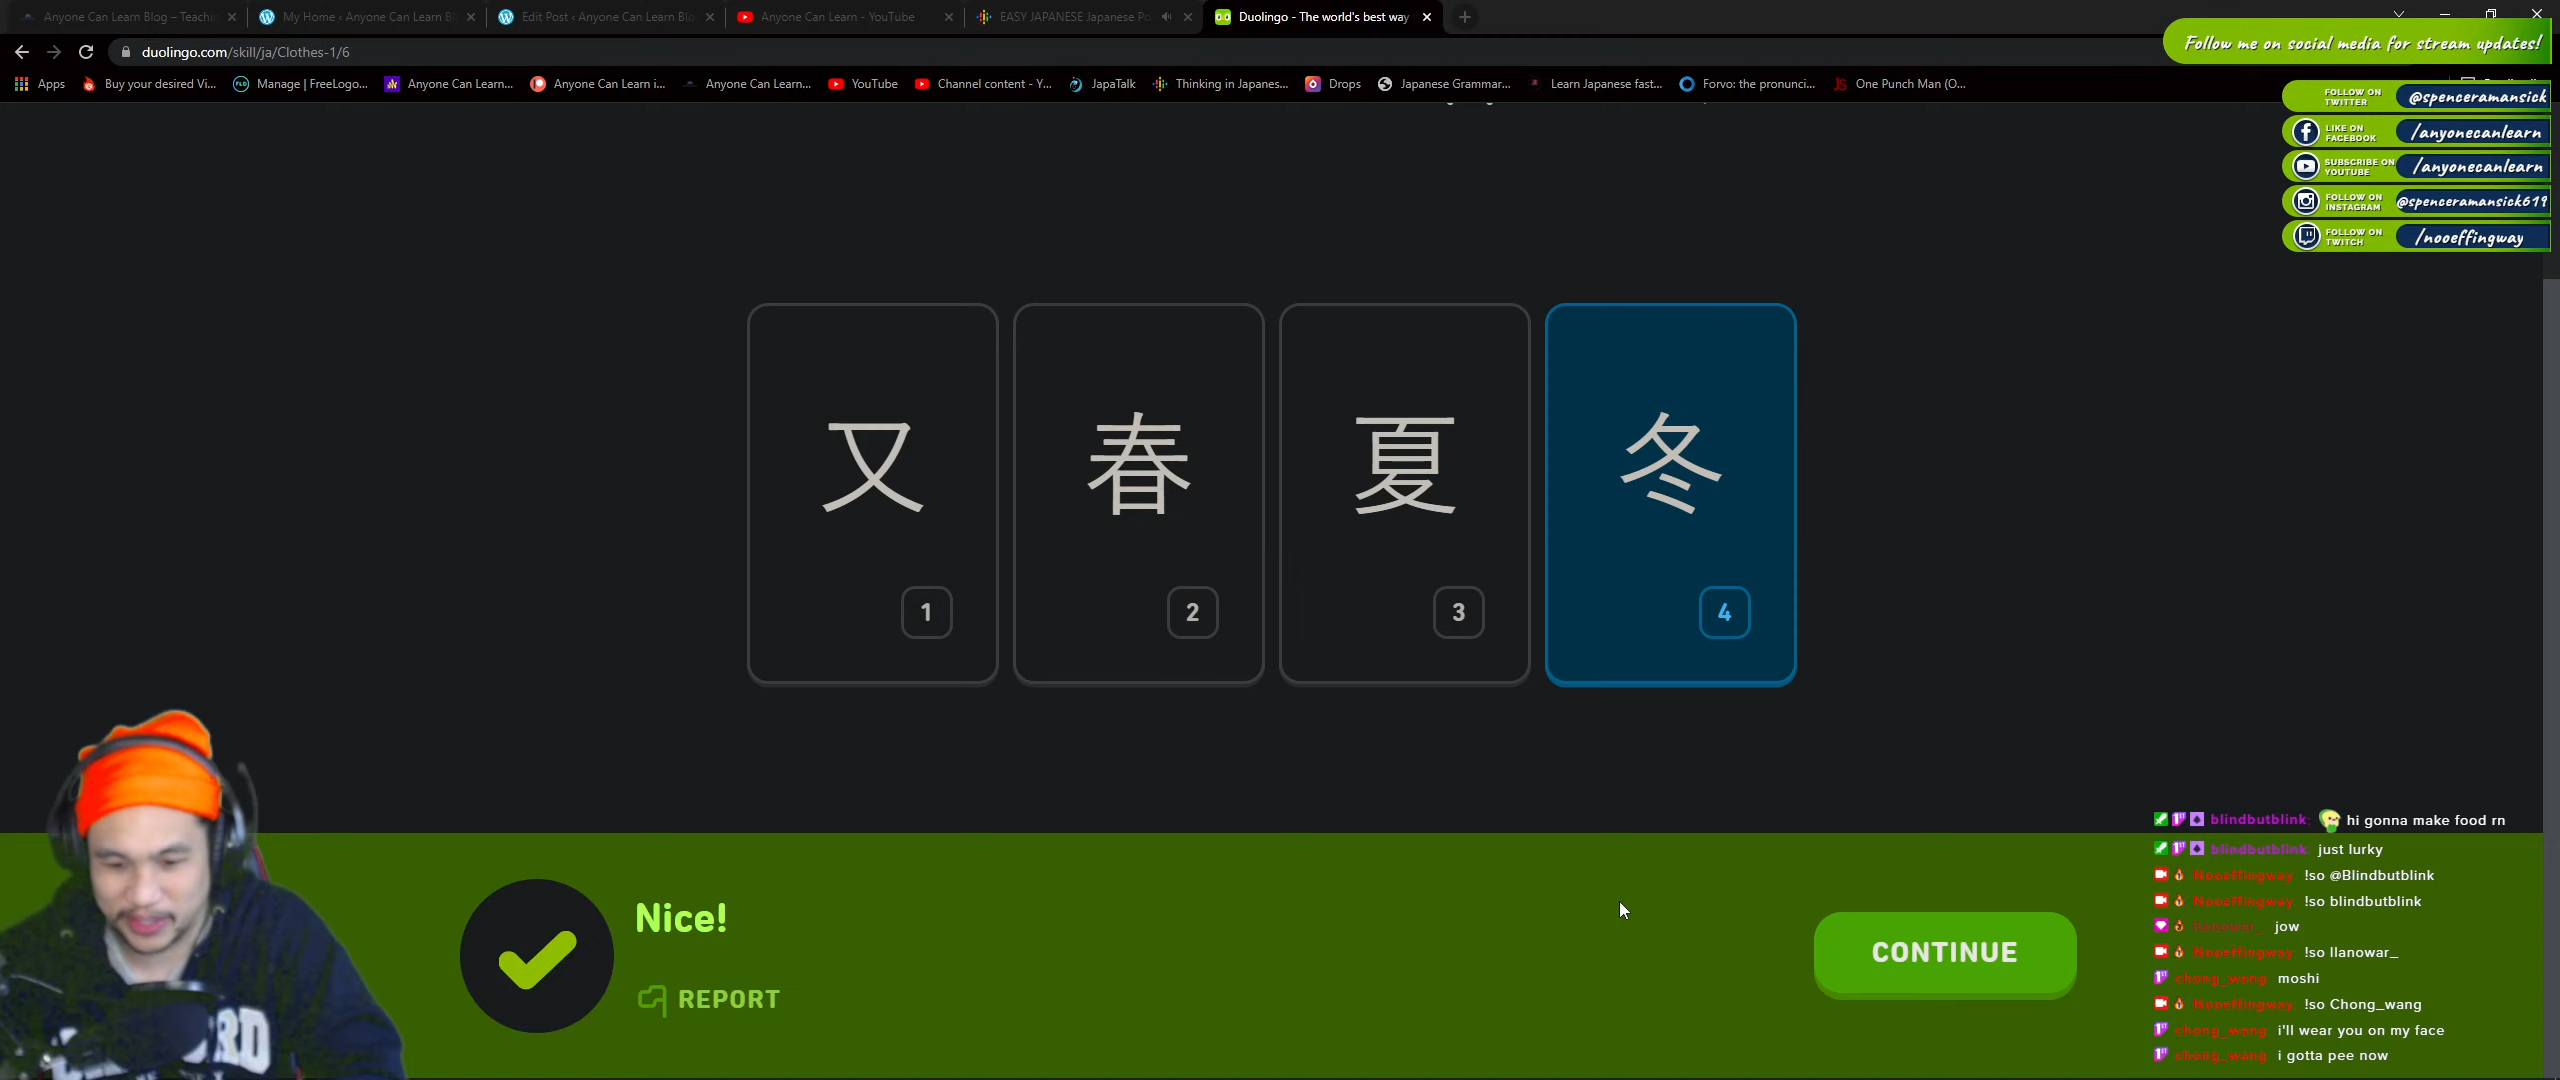 Anyone Can Learn Blog – Teachin
My Home ‹ Anyone Can Learn Bl
Edit Post ‹ Anyone Can Learn Blo
Anyone Can Learn - YouTube
EASY JAPANESE Japanese Po
Duolingo - The world's best way
Follow me on social media for stream updates!
duolingo.com/skill/ja/Clothes-1/6
Apps
Buy your desired Vi...
Manage | FreeLogo...
Anyone Can Learn...
Anyone Can Learn i...
Anyone Can Learn...
YouTube
Channel content - Y...
JapaTalk
Thinking in Japanes...
Drops
Japanese Grammar...
Learn Japanese fast...
Forvo: the pronunci...
One Punch Man (O...
FOLLOW ON TWITTER
@spenceramansick
LIKE ON FACEBOOK
/anyonecanlearn
SUBSCRIBE ON YOUTUBE
/anyonecanlearn
FOLLOW ON INSTAGRAM
@spenceramansick619
FOLLOW ON TWITCH
/nooeffingway
又
春
夏
冬
1
2
3
4
Nice!
REPORT
CONTINUE
blindbutblink: hi gonna make food rn
blindbutblink: just lurky
Nooeffingway: !so @Blindbutblink
Nooeffingway: !so blindbutblink
llanowar_: jow
Nooeffingway: !so llanowar_
chong_wang: moshi
Nooeffingway: !so Chong_wang
chong_wang: i'll wear you on my face
chong_wang: i gotta pee now